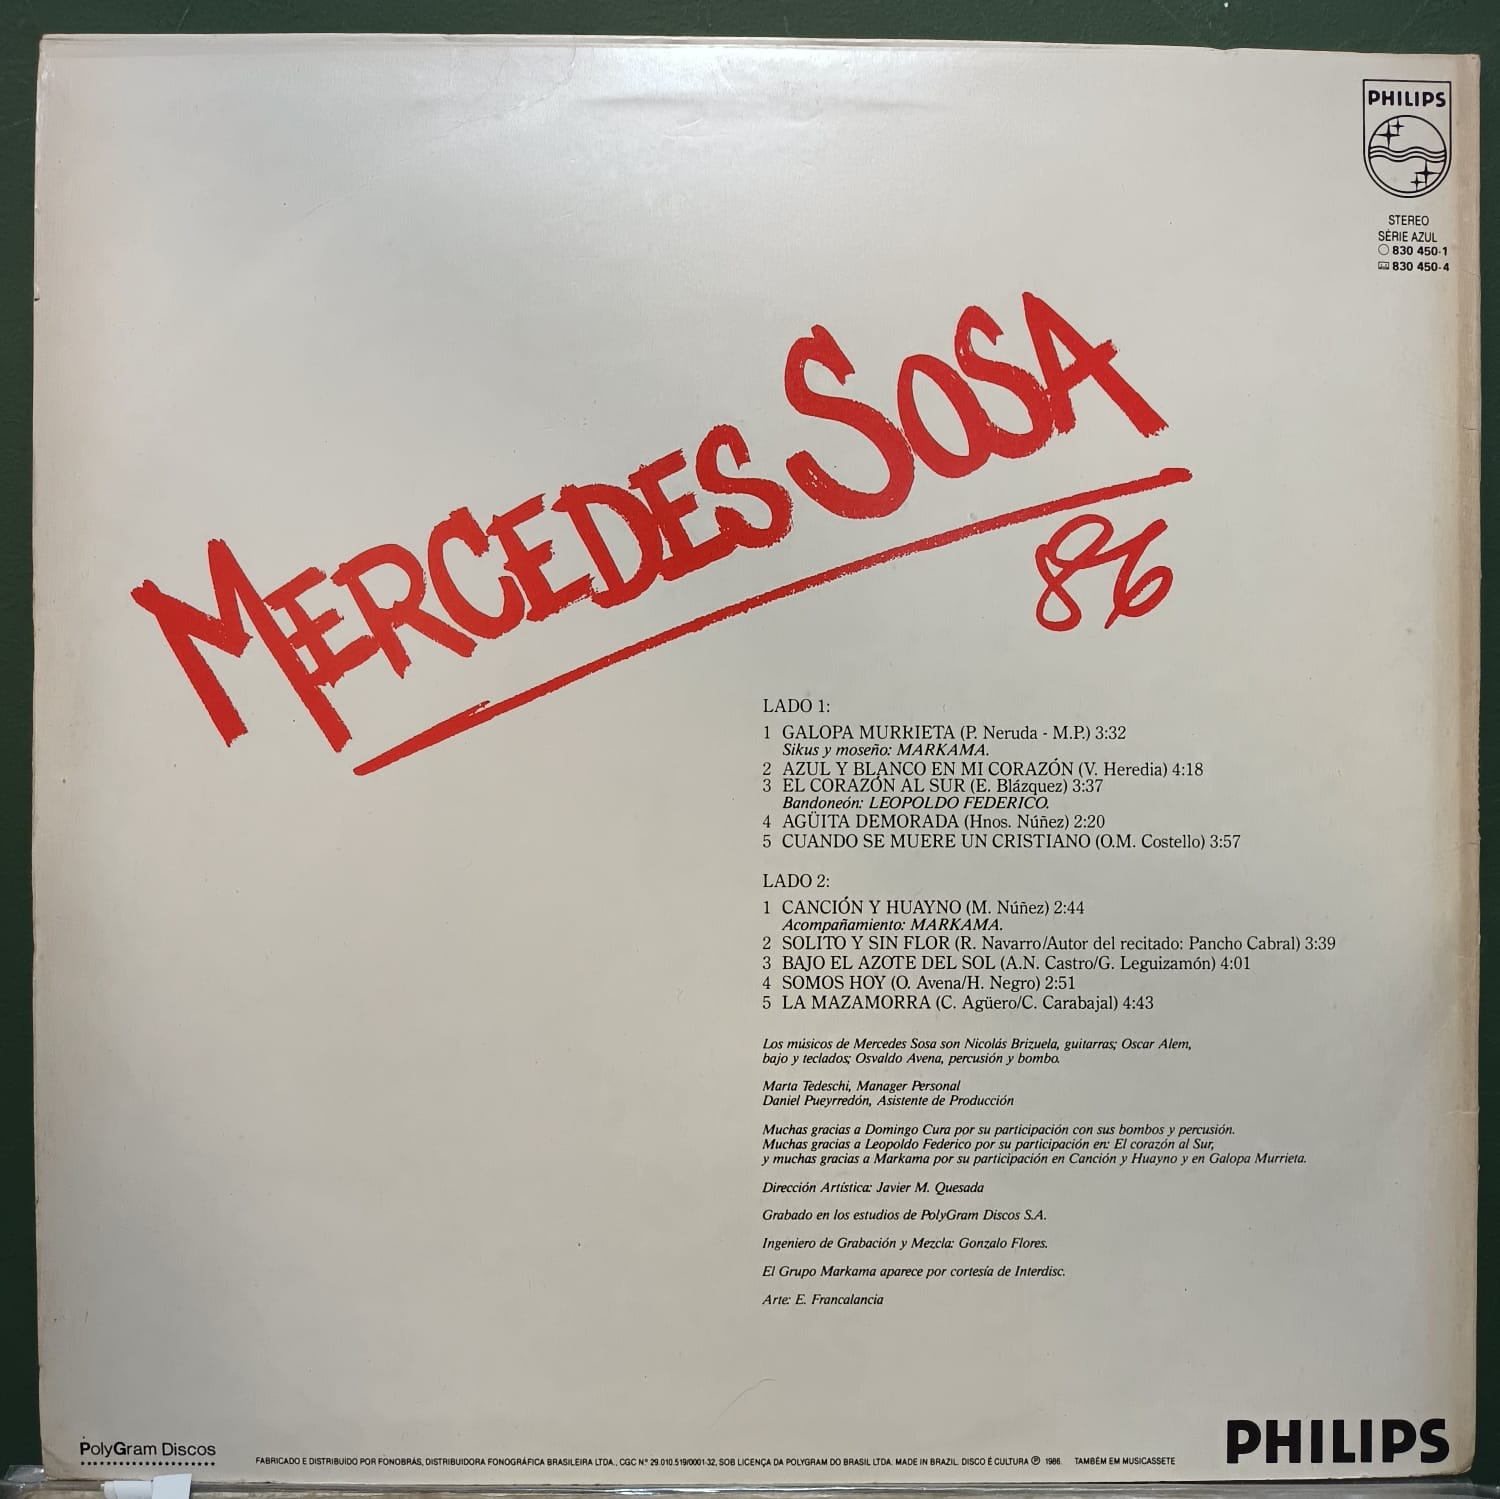 PHILIPS
STEREO
SÉRIE AZUL
830 450-1
830 450-4
MERCEDES SOSA
86
LADO 1:
1 GALOPA MURRIETA (P. Neruda - M.P.) 3:32
Sikus y moseño: MARKAMA.
2 AZUL Y BLANCO EN MI CORAZÓN (V. Heredia) 4:18
3 EL CORAZÓN AL SUR (E. Blázquez) 3:37
Bandoneón: LEOPOLDO FEDERICO.
4 AGÜITA DEMORADA (Hnos. Núñez) 2:20
5 CUANDO SE MUERE UN CRISTIANO (O.M. Costello) 3:57
LADO 2:
1 CANCIÓN Y HUAYNO (M. Núñez) 2:44
Acompañamiento: MARKAMA.
2 SOLITO Y SIN FLOR (R. Navarro/Autor del recitado: Pancho Cabral) 3:39
3 BAJO EL AZOTE DEL SOL (A.N. Castro/G. Leguizamón) 4:01
4 SOMOS HOY (O. Avena/H. Negro) 2:51
5 LA MAZAMORRA (C. Agüero/C. Carabajal) 4:43
Los músicos de Mercedes Sosa son Nicolás Brizuela, guitarras; Oscar Alem,
bajo y teclados; Osvaldo Avena, percusión y bombo.
Marta Tedeschi, Manager Personal
Daniel Pueyrredón, Asistente de Producción
Muchas gracias a Domingo Cura por su participación con sus bombos y percusión.
Muchas gracias a Leopoldo Federico por su participación en: El corazón al Sur,
y muchas gracias a Markama por su participación en Canción y Huayno y en Galopa Murrieta.
Dirección Artística: Javier M. Quesada
Grabado en los estudios de PolyGram Discos S.A.
Ingeniero de Grabación y Mezcla: Gonzalo Flores.
El Grupo Markama aparece por cortesía de Interdisc.
Arte: E. Francalancia
PolyGram Discos
FABRICADO E DISTRIBUÍDO POR FONOBRÁS, DISTRIBUIDORA FONOGRÁFICA BRASILEIRA LTDA., CGC N.º 29.010.519/0001-32, SOB LICENÇA DA POLYGRAM DO BRASIL LTDA. MADE IN BRAZIL. DISCO É CULTURA ℗ 1986. TAMBÉM EM MUSICASSETE
PHILIPS